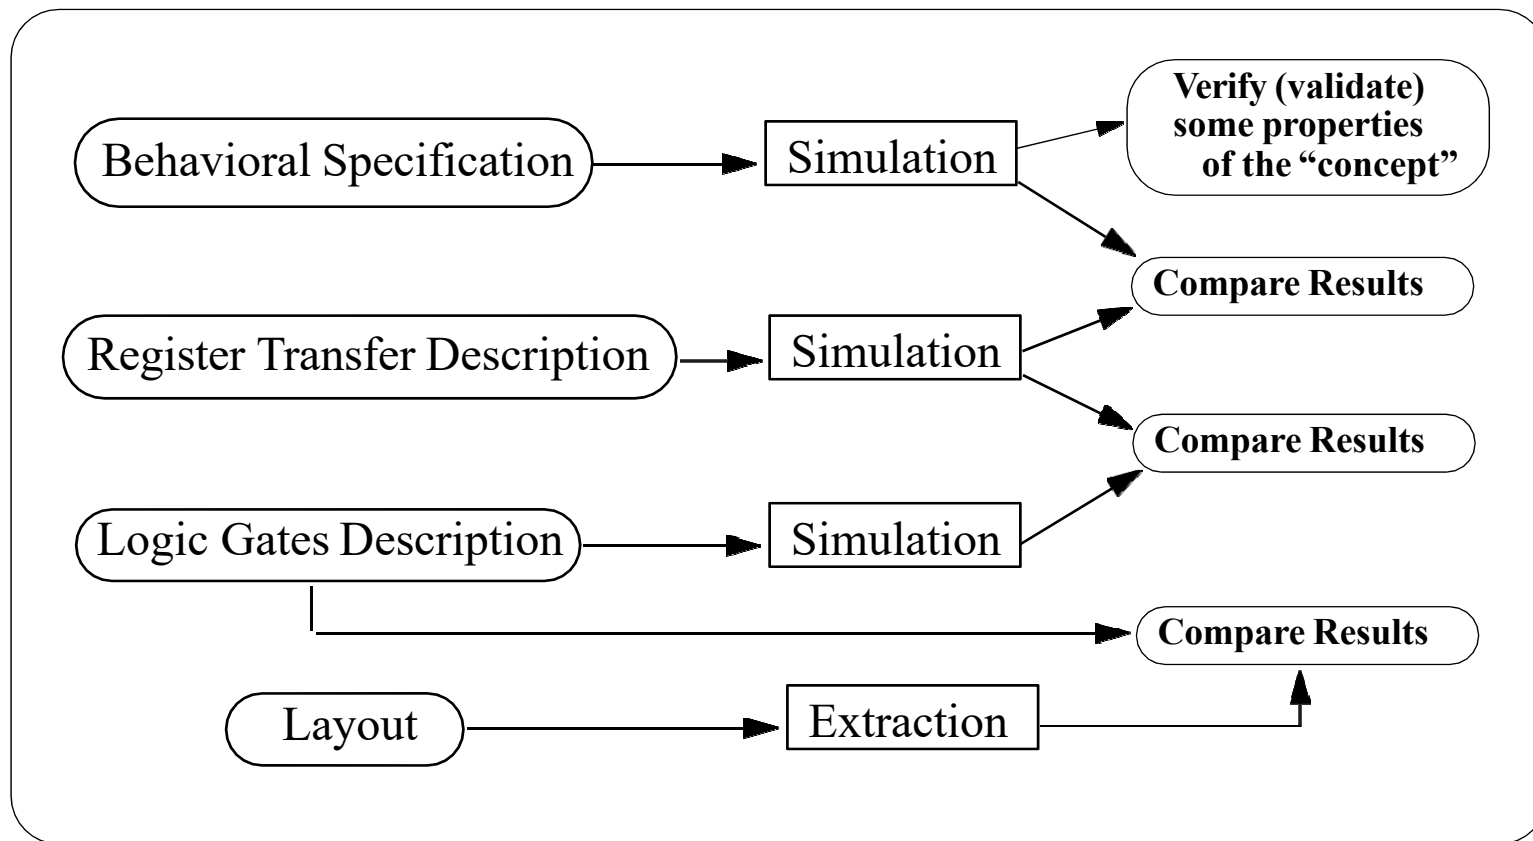 Verify (validate)
some properties
of the “concept”
Behavioral Specification
Simulation
Compare Results
Register Transfer Description
Simulation
Compare Results
Logic Gates Description
Simulation
Compare Results
Layout
Extraction